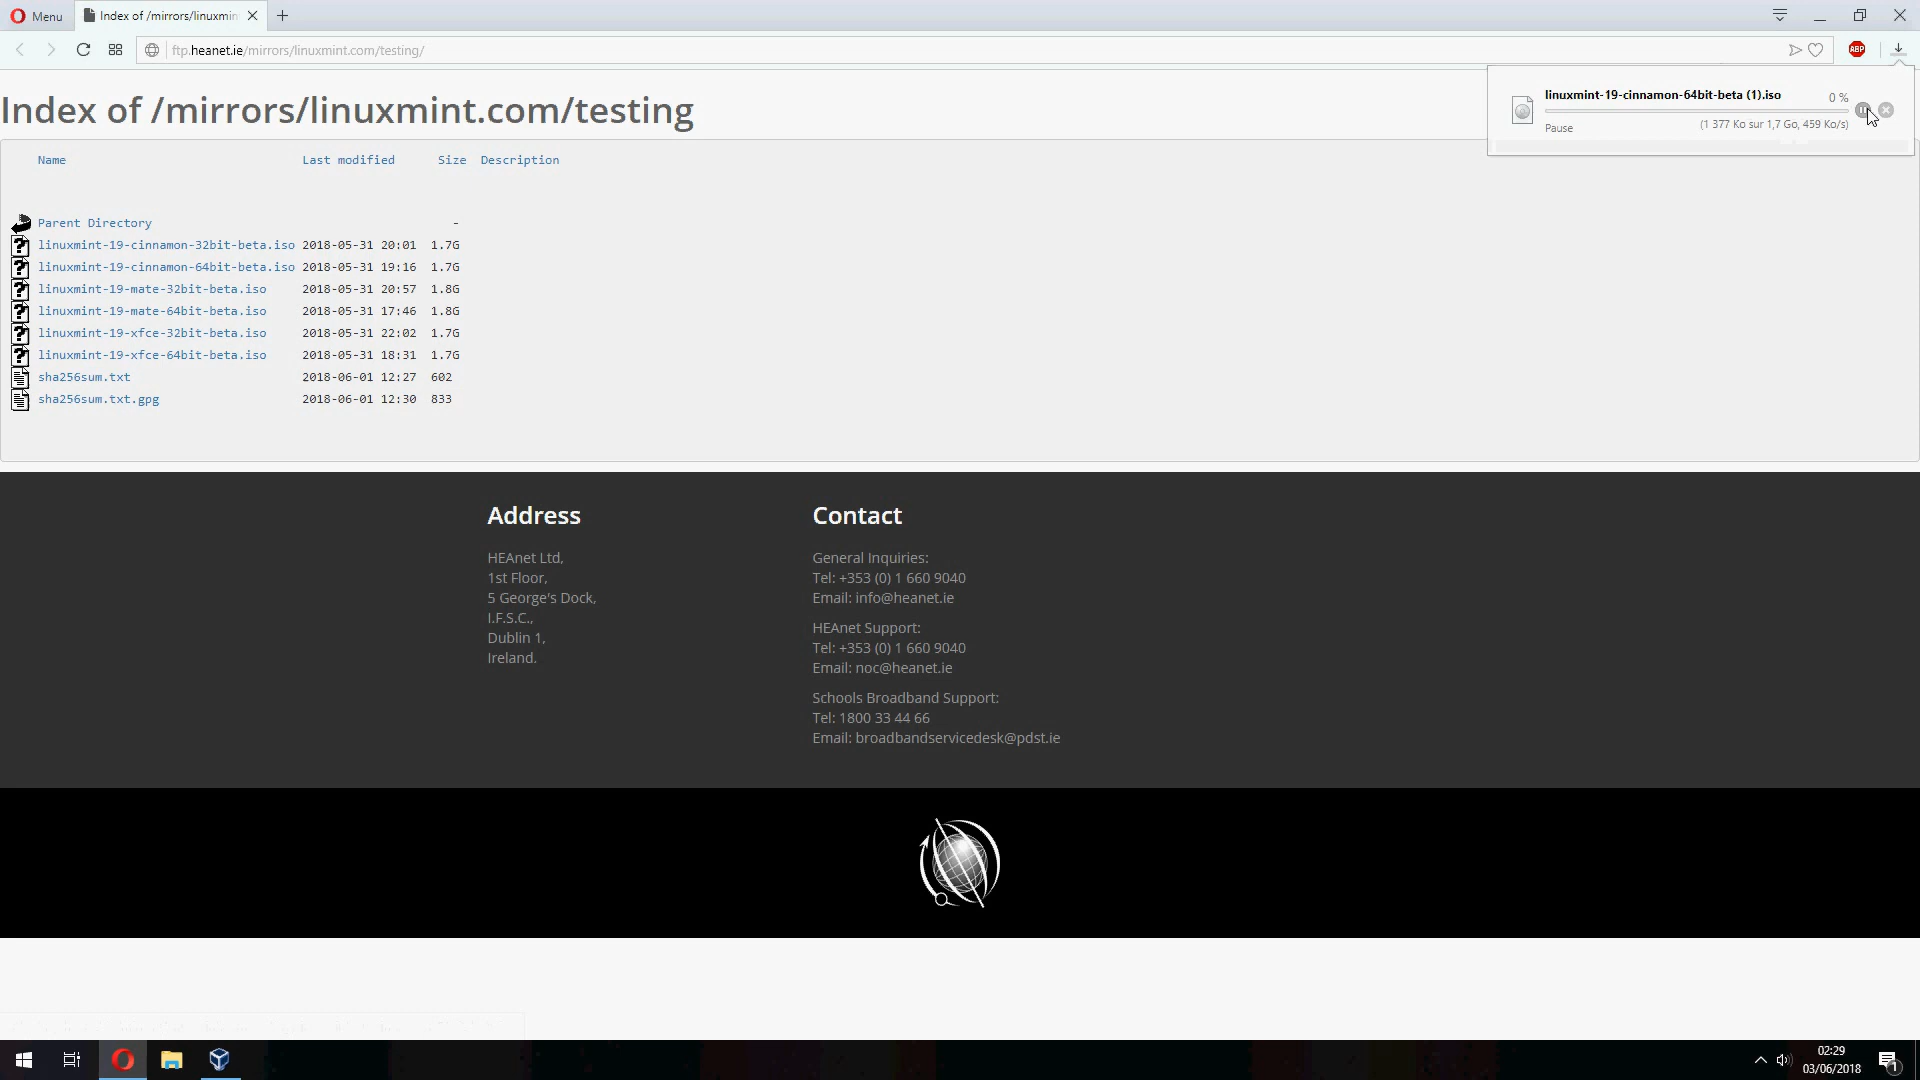 Menu
Index of /mirrors/linuxmin
ftp.heanet.ie/mirrors/linuxmint.com/testing/
ABP
linuxmint-19-cinnamon-64bit-beta (1).iso
0 %
Pause
(1 377 Ko sur 1,7 Go, 459 Ko/s)
Index of /mirrors/linuxmint.com/testing
Name Last modified Size Description
Parent Directory -
linuxmint-19-cinnamon-32bit-beta.iso 2018-05-31 20:01 1.7G
linuxmint-19-cinnamon-64bit-beta.iso 2018-05-31 19:16 1.7G
linuxmint-19-mate-32bit-beta.iso 2018-05-31 20:57 1.8G
linuxmint-19-mate-64bit-beta.iso 2018-05-31 17:46 1.8G
linuxmint-19-xfce-32bit-beta.iso 2018-05-31 22:02 1.7G
linuxmint-19-xfce-64bit-beta.iso 2018-05-31 18:31 1.7G
sha256sum.txt 2018-06-01 12:27 602
sha256sum.txt.gpg 2018-06-01 12:30 833
Address
HEAnet Ltd,
1st Floor,
5 George's Dock,
I.F.S.C.,
Dublin 1,
Ireland.
Contact
General Inquiries:
Tel: +353 (0) 1 660 9040
Email: info@heanet.ie
HEAnet Support:
Tel: +353 (0) 1 660 9040
Email: noc@heanet.ie
Schools Broadband Support:
Tel: 1800 33 44 66
Email: broadbandservicedesk@pdst.ie
02:29
03/06/2018
1